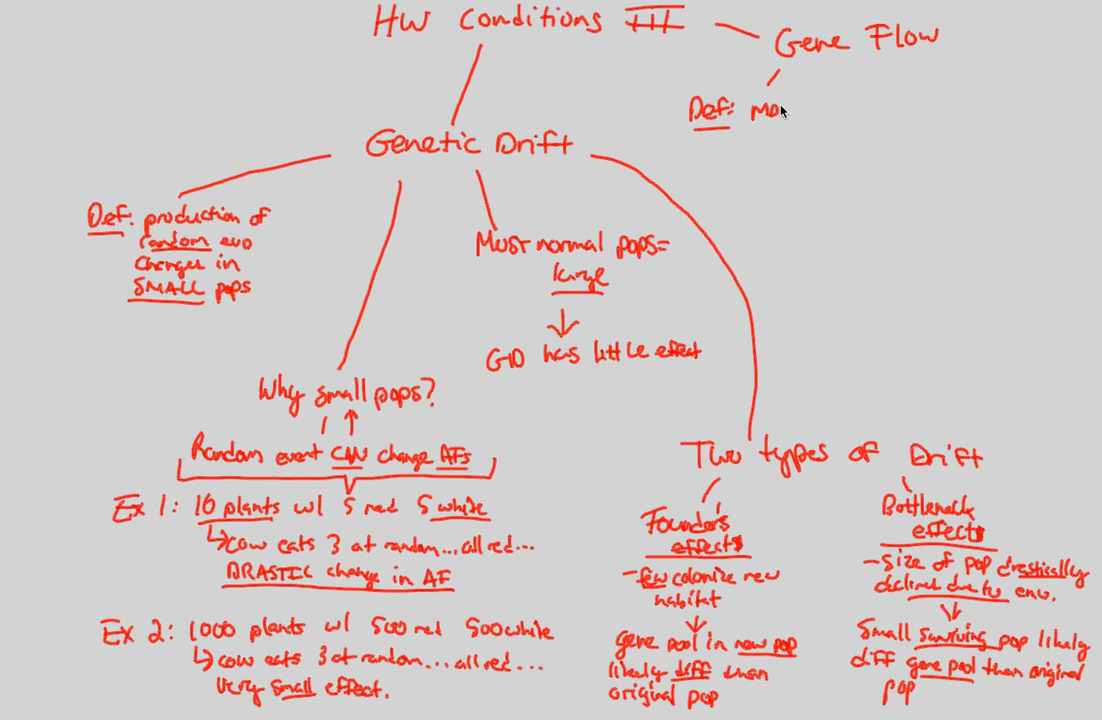 HW Conditions III
Gene Flow
Def: mo
Genetic Drift
Def: production of
random evo
changes in
SMALL pops
Most normal pops=
large
GD has little effect
Why small pops?
Random event CAN change AFs
Ex 1: 10 plants w/ 5 red 5 white
cow eats 3 at random... all red...
DRASTIC change in AF
Ex 2: 1000 plants w/ 500 red 500 white
cow eats 3 at random... all red...
very small effect.
Two types of Drift
Founder's
effects
-few colonize new
habitat
gene pool in new pop
likely diff than
original pop
Bottleneck
effects
-size of pop drastically
declined due to env.
Small surviving pop likely
diff gene pool than original
pop